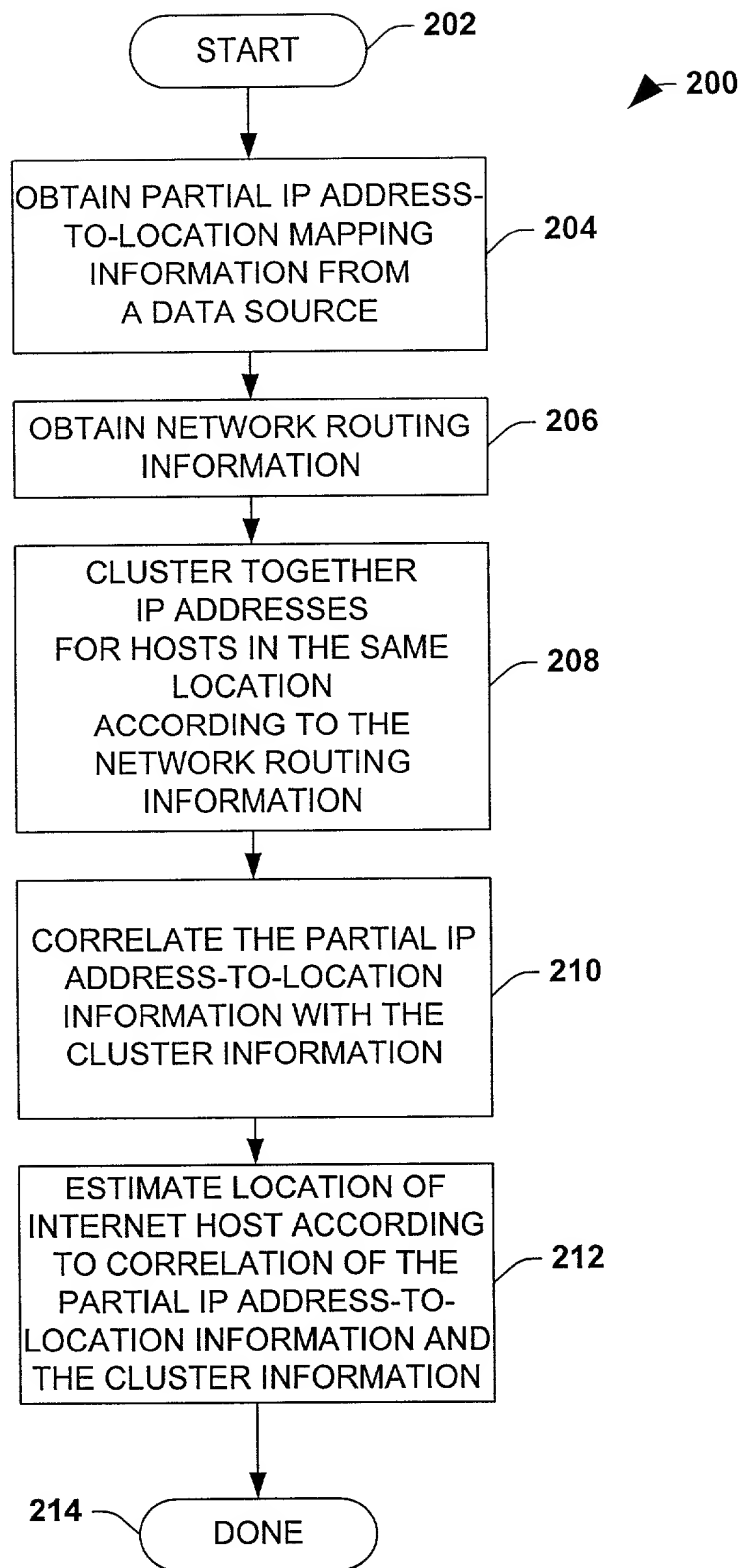 START
202
200
OBTAIN PARTIAL IP ADDRESS-
TO-LOCATION MAPPING
INFORMATION FROM
A DATA SOURCE
204
OBTAIN NETWORK ROUTING
INFORMATION
206
CLUSTER TOGETHER
IP ADDRESSES
FOR HOSTS IN THE SAME
LOCATION
ACCORDING TO THE
NETWORK ROUTING
INFORMATION
208
CORRELATE THE PARTIAL IP
ADDRESS-TO-LOCATION
INFORMATION WITH THE
CLUSTER INFORMATION
210
ESTIMATE LOCATION OF
INTERNET HOST ACCORDING
TO CORRELATION OF THE
PARTIAL IP ADDRESS-TO-
LOCATION INFORMATION AND
THE CLUSTER INFORMATION
212
214
DONE